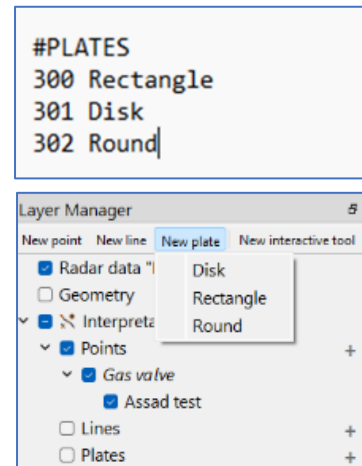 #PLATES
300 Rectangle
301 Disk
302 Round
Layer Manager
New point New line New plate New interactive tool
Radar data
Disk
Geometry
Rectangle
Interpreta
Round
Points
Gas valve
Assad test
Lines
Plates